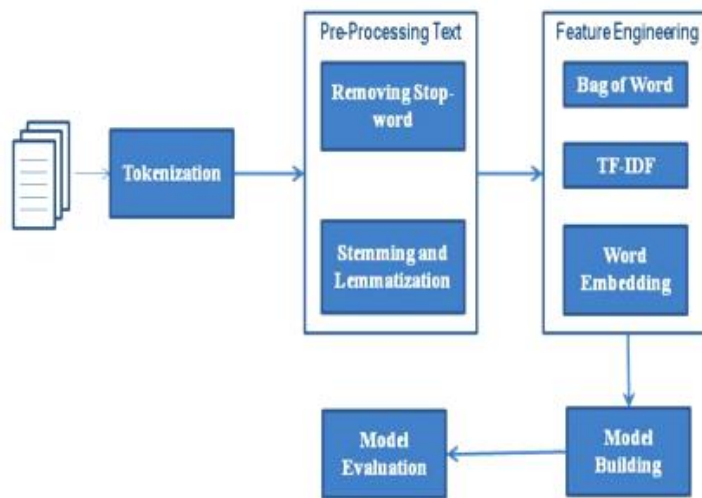 Pre-Processing Text
Feature Engineering
Removing Stop-
word
Bag of Word
Tokenization
TF-IDF
Stemming and
Lemmatization
Word
Embedding
Model
Evaluation
Model
Building